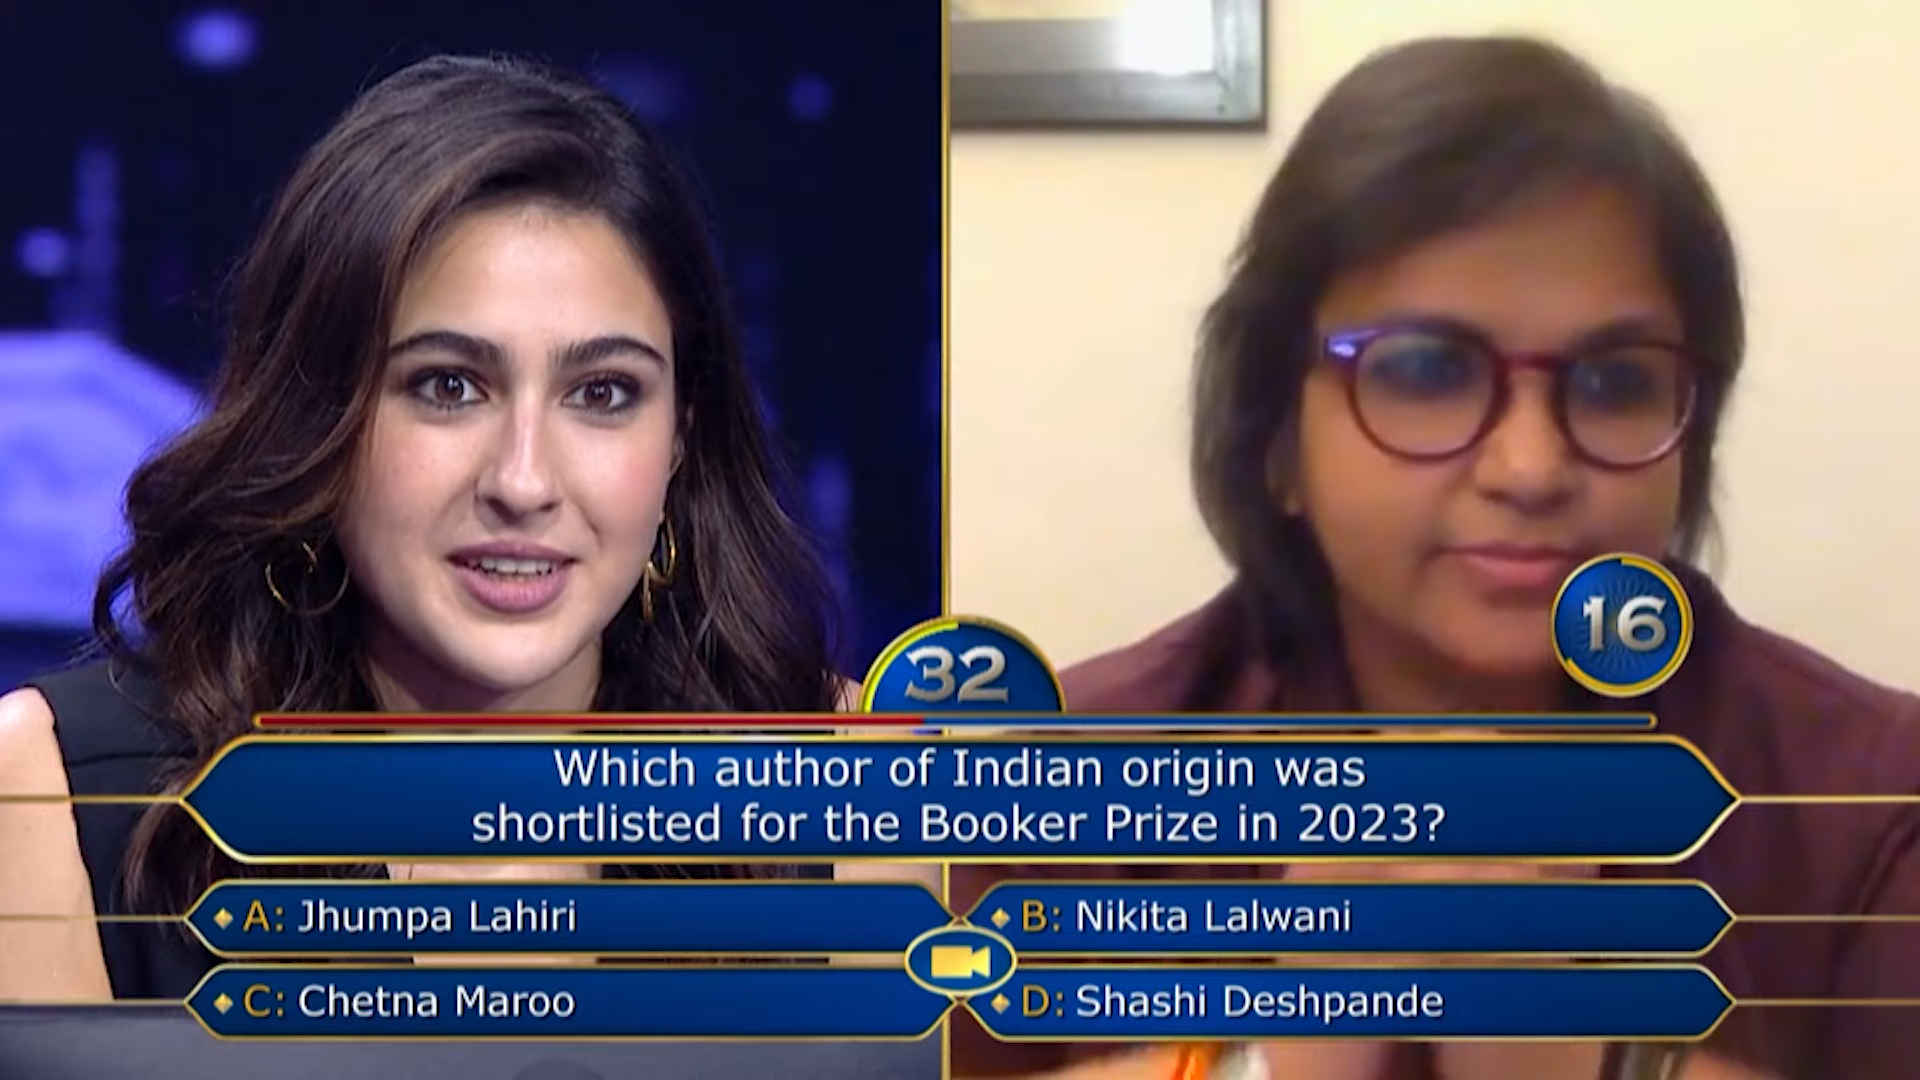 32
16
Which author of Indian origin was
shortlisted for the Booker Prize in 2023?
A: Jhumpa Lahiri
B: Nikita Lalwani
C: Chetna Maroo
D: Shashi Deshpande